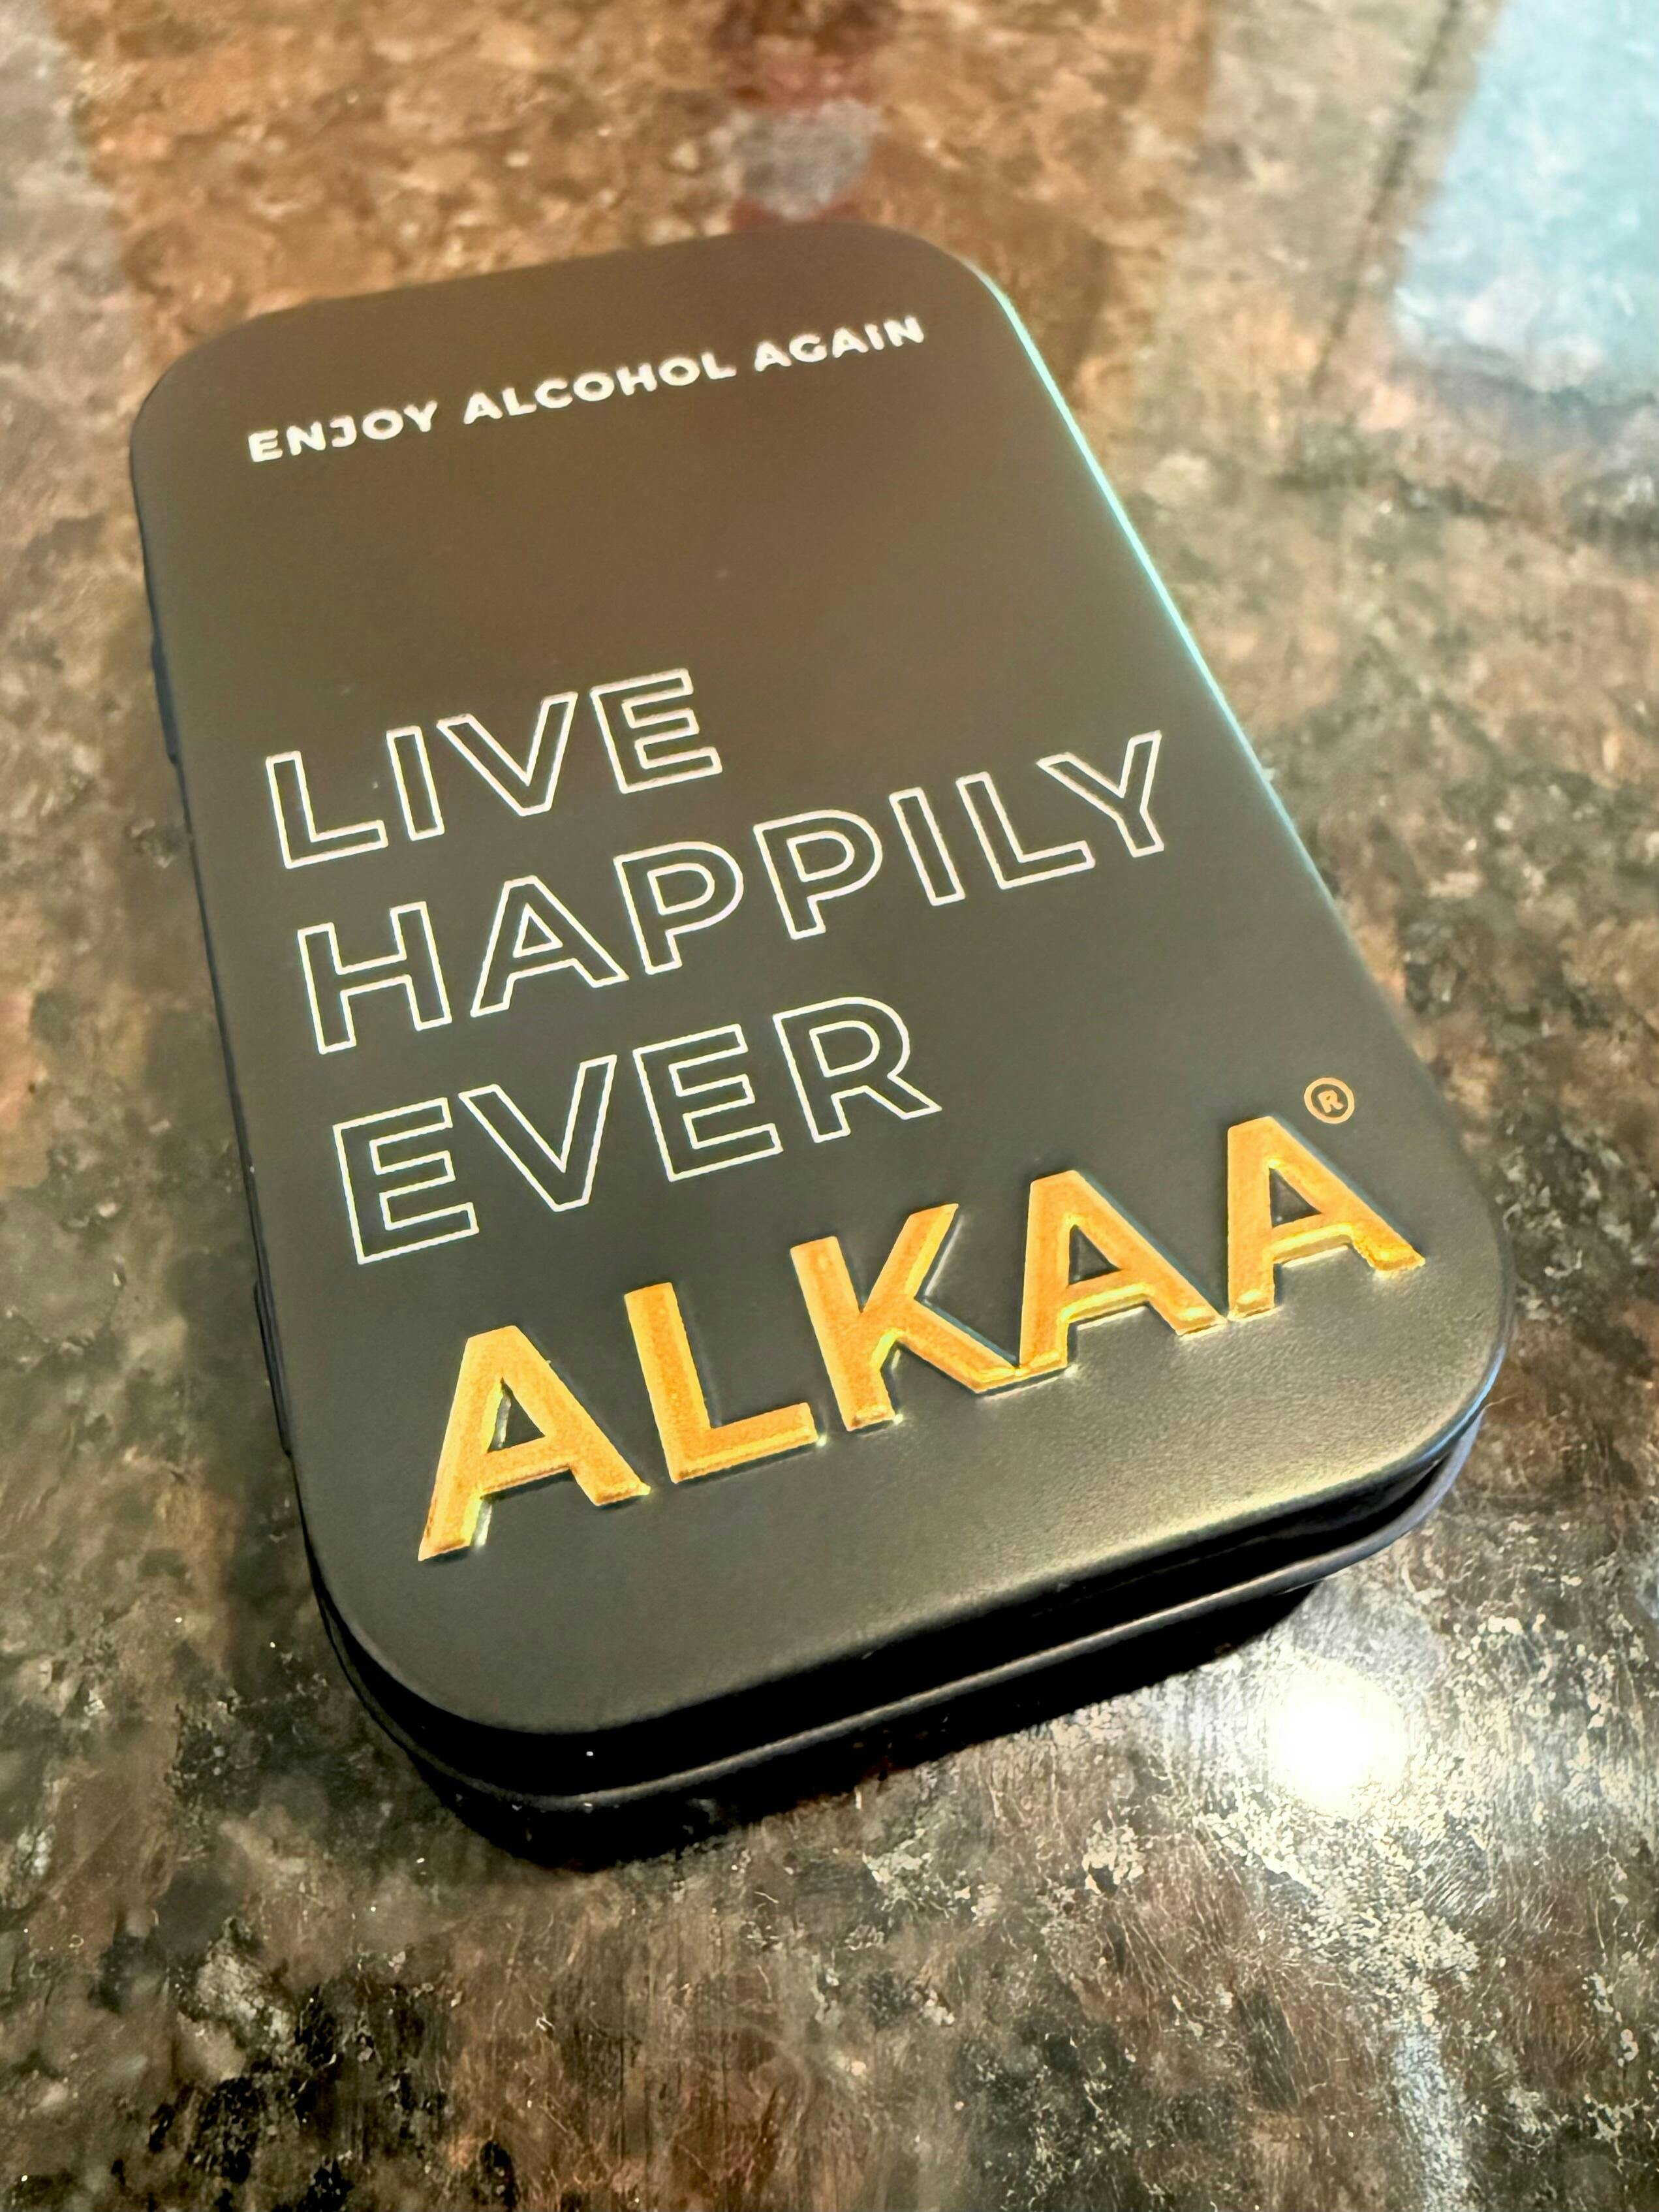 ENJOY ALCOHOL AGAIN
LIVE
HAPPILY
EVER
ALKAA®